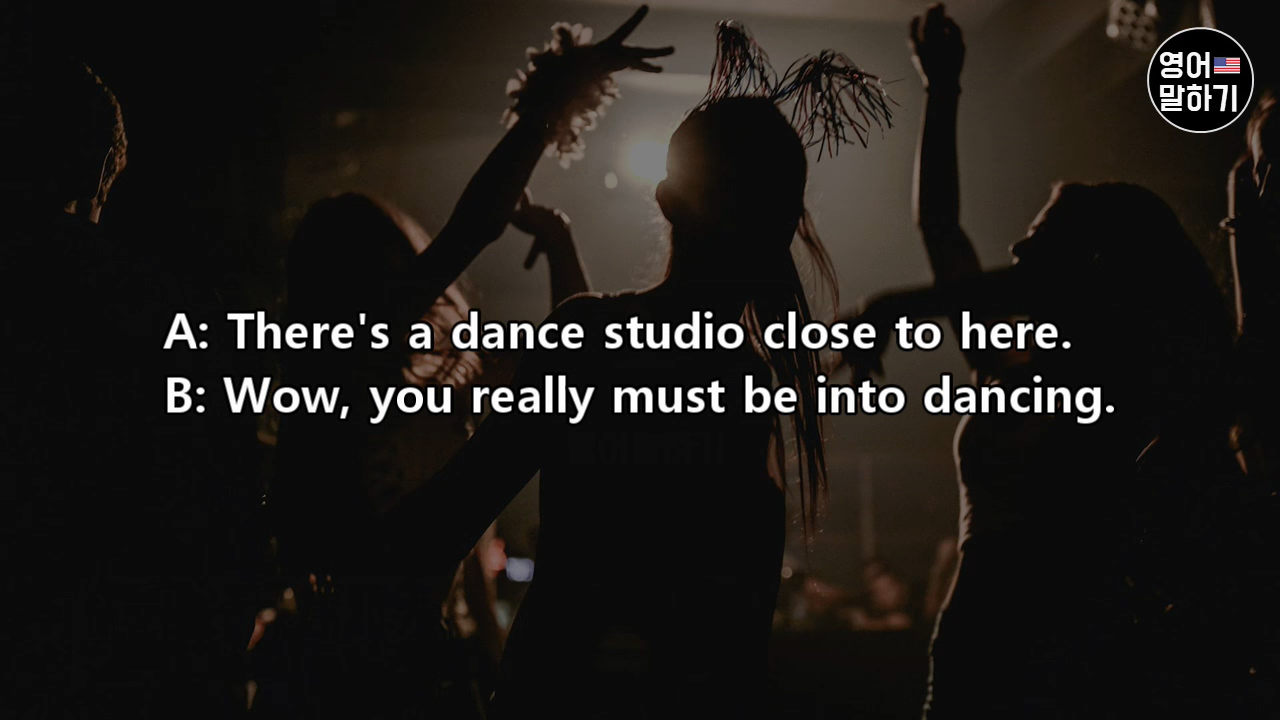 영어
말하기
A: There's a dance studio close to here.
B: Wow, you really must be into dancing.